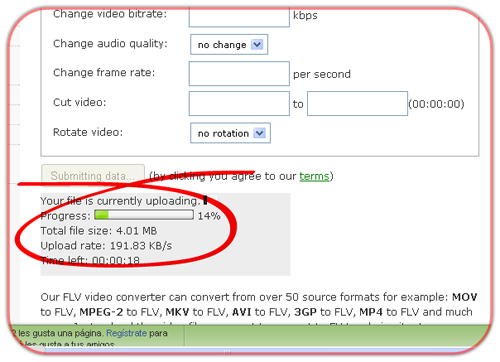 Change video bitrate: kbps
Change audio quality: no change
Change frame rate: per second
Cut video: to (00:00:00)
Rotate video: no rotation
Submitting data... (by clicking you agree to our terms)
Your file is currently uploading.
Progress: 14%
Total file size: 4.01 MB
Upload rate: 191.83 KB/s
Time left: 00:00:18
Our FLV video converter can convert from over 50 source formats for example: MOV
to FLV, MPEG-2 to FLV, MKV to FLV, AVI to FLV, 3GP to FLV, MP4 to FLV and much
les gusta una página. Regístrate para
les gusta a tus amigos.